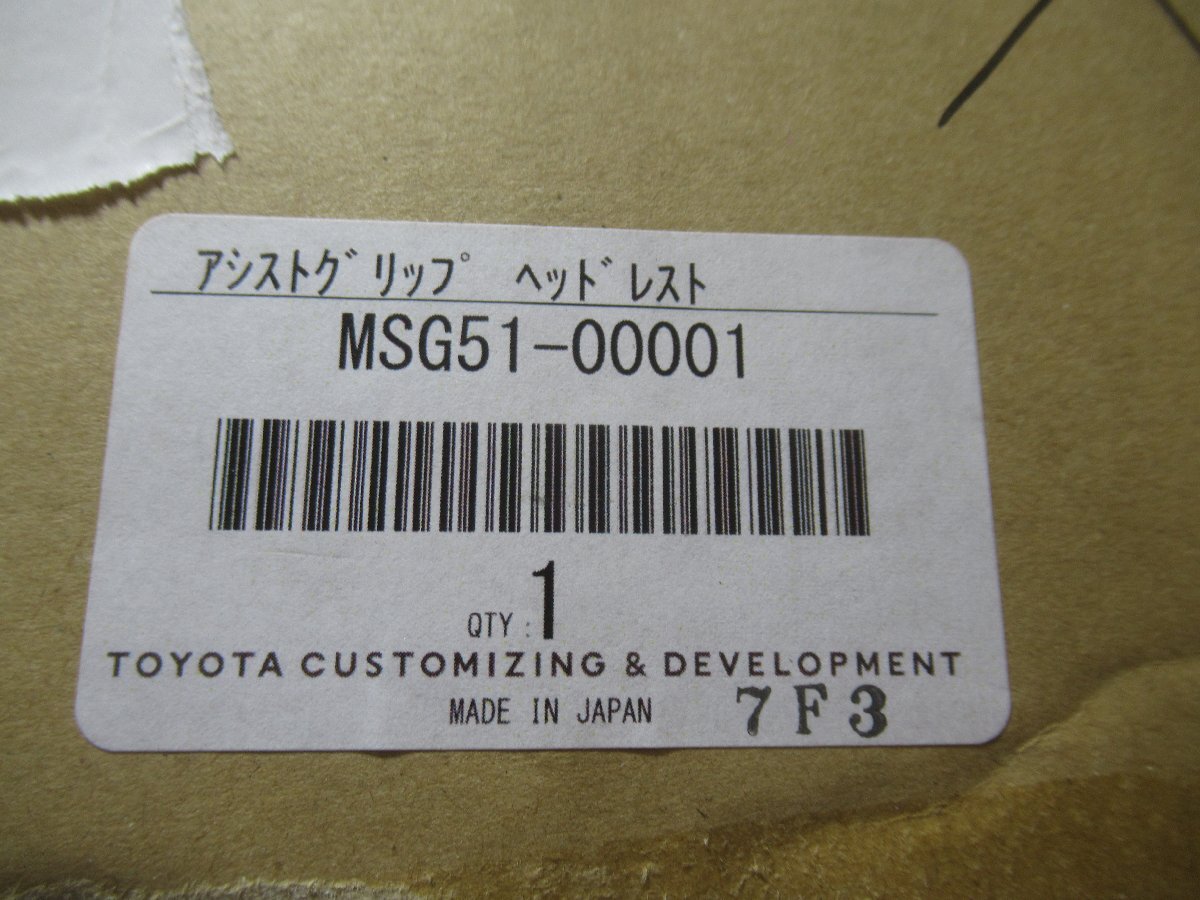 アシストグリップ ヘッドレスト
MSG51-00001
QTY : 1
TOYOTA CUSTOMIZING & DEVELOPMENT
MADE IN JAPAN 7F3